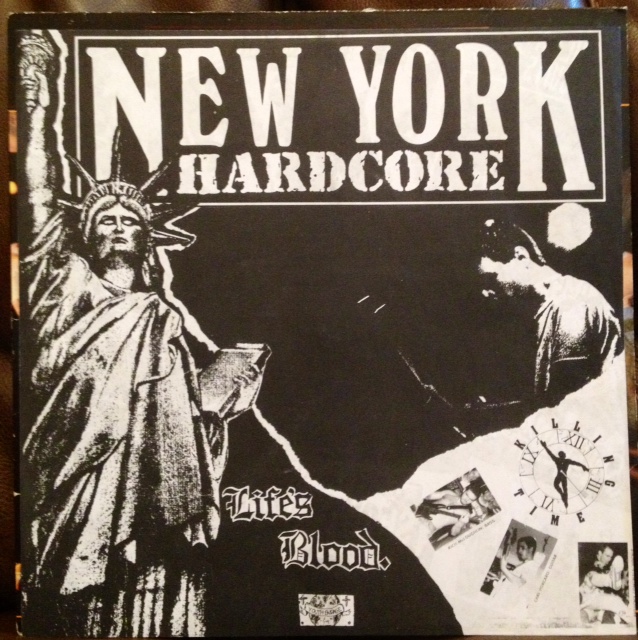 NEW YORK
HARDCORE
Life's
Blood.
KILLING
TIME